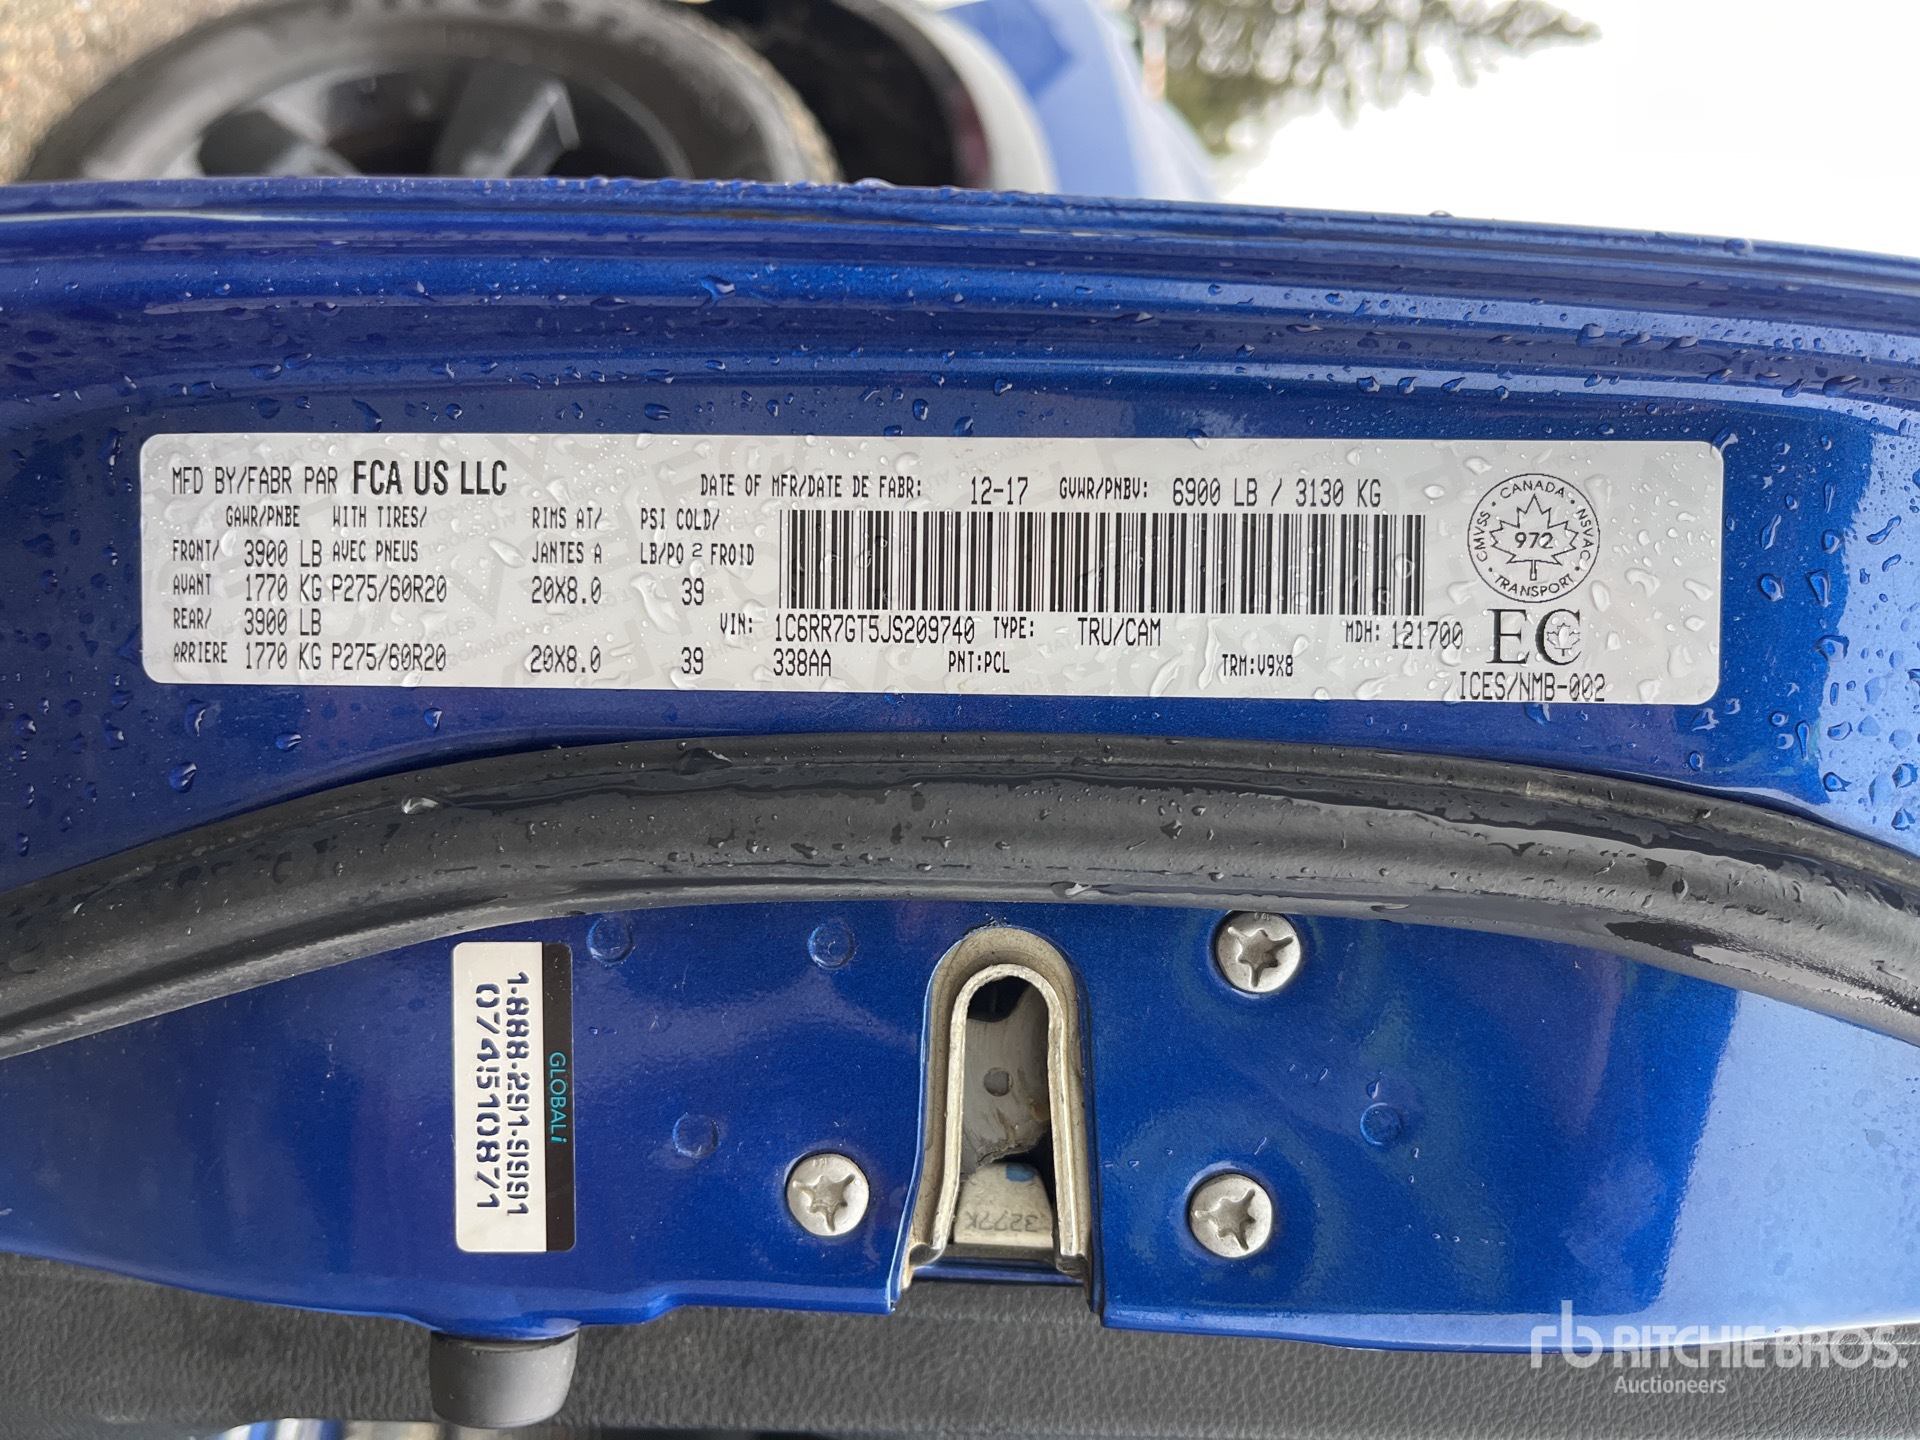 MFD BY/FABR PAR FCA US LLC
DATE OF MFR/DATE DE FABR: 12-17 GVWR/PNBV: 6900 LB / 3130 KG
GAWR/PNBE WITH TIRES/ RIMS AT/ PSI COLD/
FRONT/ 3900 LB AVEC PNEUS JANTES A LB/PO 2 FROID
AVANT 1770 KG P275/60R20 20X8.0 39
REAR/ 3900 LB
ARRIERE 1770 KG P275/60R20 20X8.0 39
VIN: 1C6RR7GT5JS209740 TYPE: TRU/CAM MDH: 121700
338AA PNT:PCL TRM:V9X8
CANADA
CMVSS NSVAC
972
TRANSPORT
EC
ICES/NMB-002
GLOBALi
1-888-291-9991
074510871
3277K
rb RITCHIE BROS.
Auctioneers